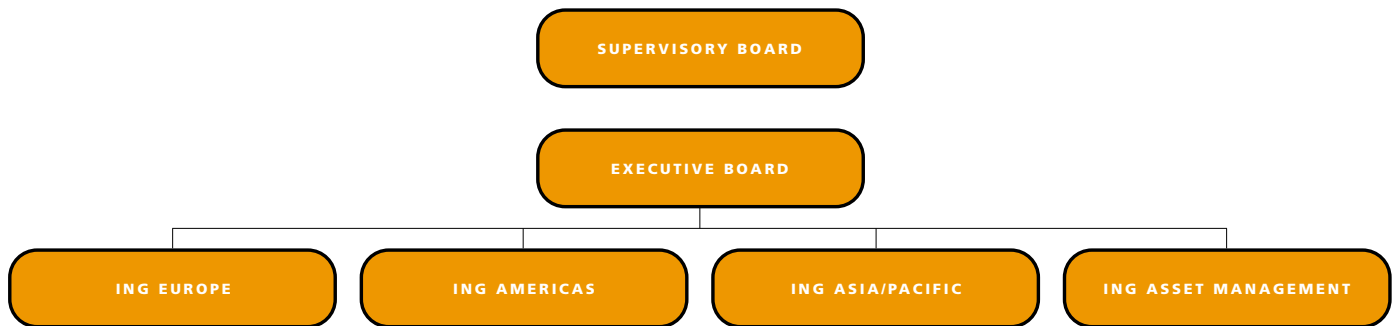 SUPERVISORY BOARD
EXECUTIVE BOARD
ING EUROPE
ING AMERICAS
ING ASIA/PACIFIC
ING ASSET MANAGEMENT